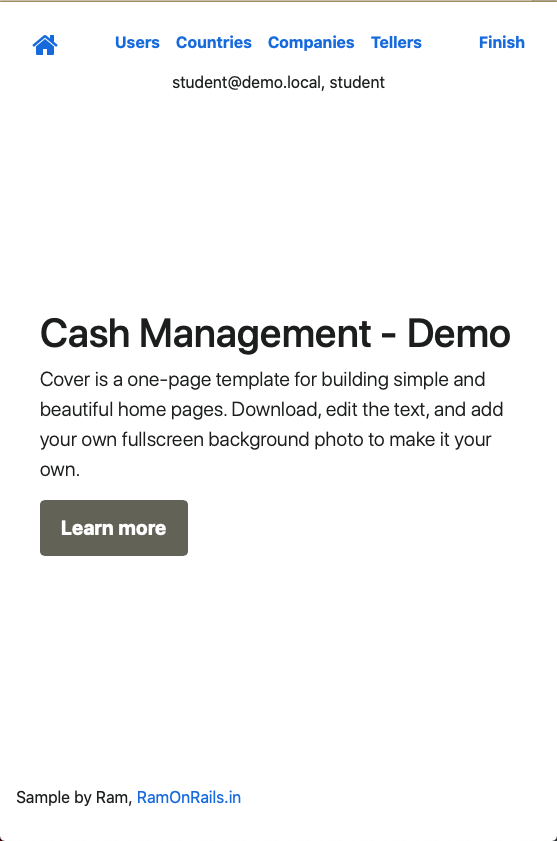 Users Countries Companies Tellers Finish
student@demo.local, student
Cash Management - Demo
Cover is a one-page template for building simple and
beautiful home pages. Download, edit the text, and add
your own fullscreen background photo to make it your
own.
Learn more
Sample by Ram, RamOnRails.in